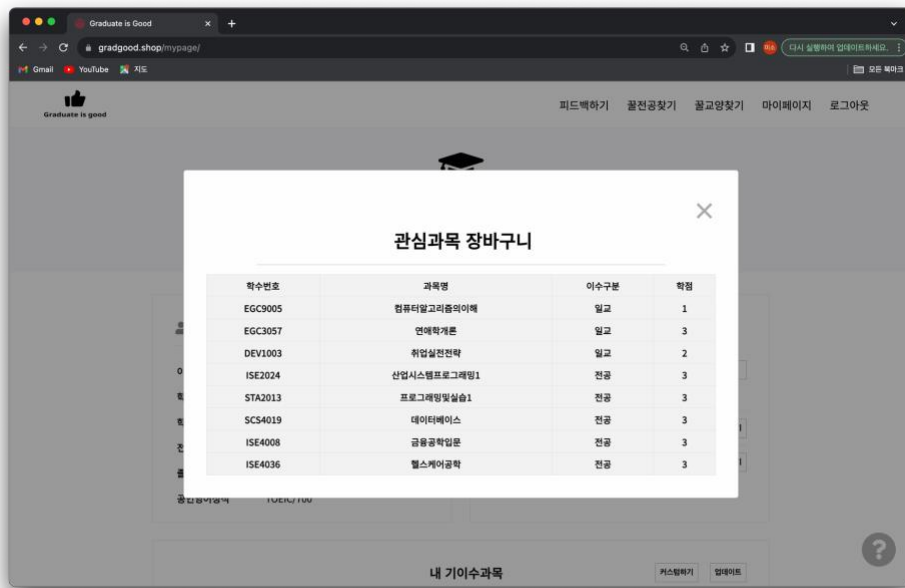 Graduate is Good
gradgood.shop/mypage/
다시 실행하여 업데이트하세요.
Gmail YouTube 지도 모든 북마크
Graduate is good
피드백하기 꿀전공찾기 꿀교양찾기 마이페이지 로그아웃
관심과목 장바구니
학수번호 과목명 이수구분 학점
EGC9005 컴퓨터알고리즘의이해 일교 1
EGC3057 연애학개론 일교 3
DEV1003 취업실전전략 일교 2
ISE2024 산업시스템프로그래밍1 전공 3
STA2013 프로그래밍및실습1 전공 3
SCS4019 데이터베이스 전공 3
ISE4008 금융공학입문 전공 3
ISE4036 헬스케어공학 전공 3
내 기이수과목 커스텀하기 업데이트
?